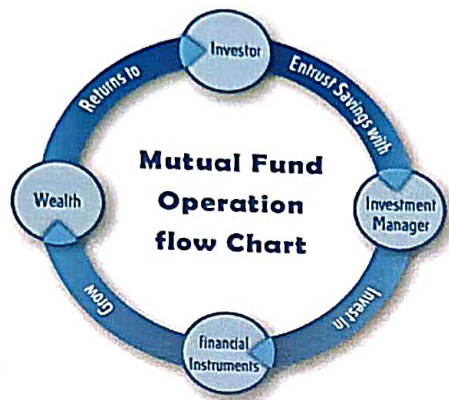 Investor
Entrust Savings with
Investment
Manager
Invest in
Financial
Instruments
Grow
Wealth
Returns to
Mutual Fund
Operation
flow Chart